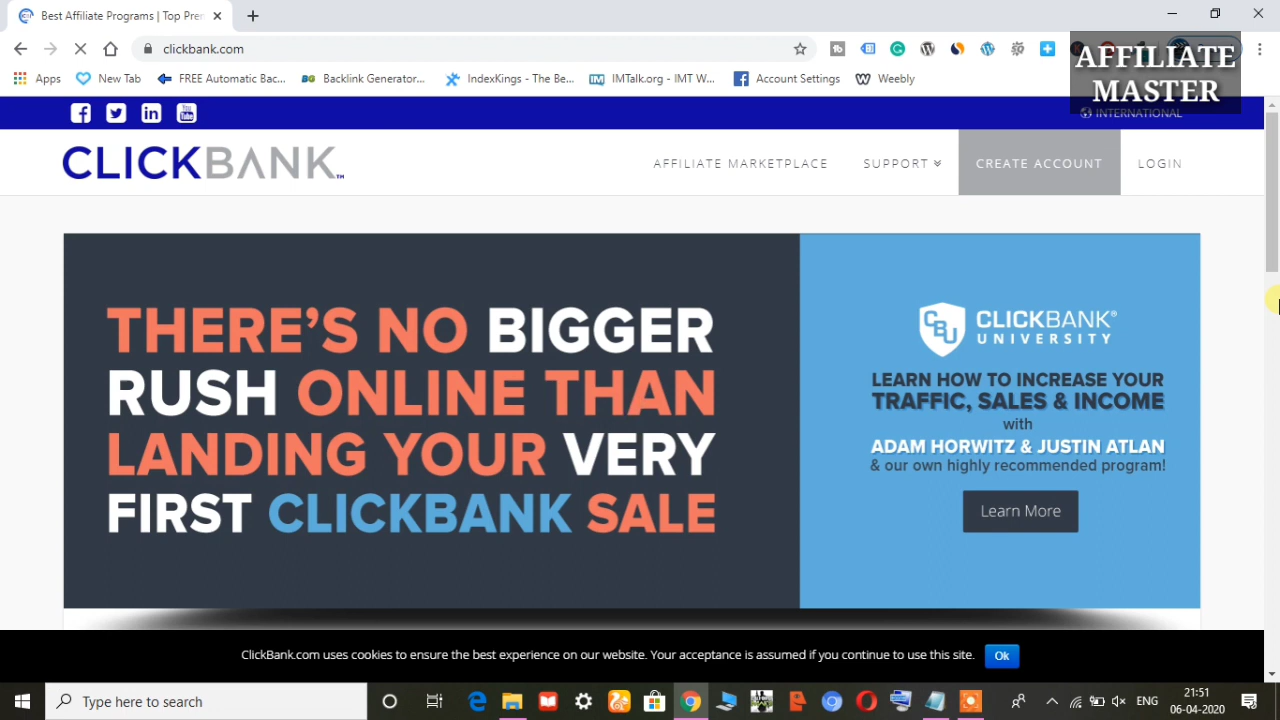 Best Affiliate Programs | Top Prer
clickbank.com
Apps
New Tab
FREE Automatic Bac...
Backlink Generator...
IndexKings - The Be...
IMTalk.org - IMT W...
Account Settings
Weebly
AFFILIATE
MASTER
INTERNATIONAL
CLICKBANK™
AFFILIATE MARKETPLACE
SUPPORT
CREATE ACCOUNT
LOGIN
THERE'S NO BIGGER
RUSH ONLINE THAN
LANDING YOUR VERY
FIRST CLICKBANK SALE
CBU
CLICKBANK®
UNIVERSITY
LEARN HOW TO INCREASE YOUR
TRAFFIC, SALES & INCOME
with
ADAM HORWITZ & JUSTIN ATLAN
& our own highly recommended program!
Learn More
ClickBank.com uses cookies to ensure the best experience on our website. Your acceptance is assumed if you continue to use this site.
Ok
Type here to search
ENG
21:51
06-04-2020